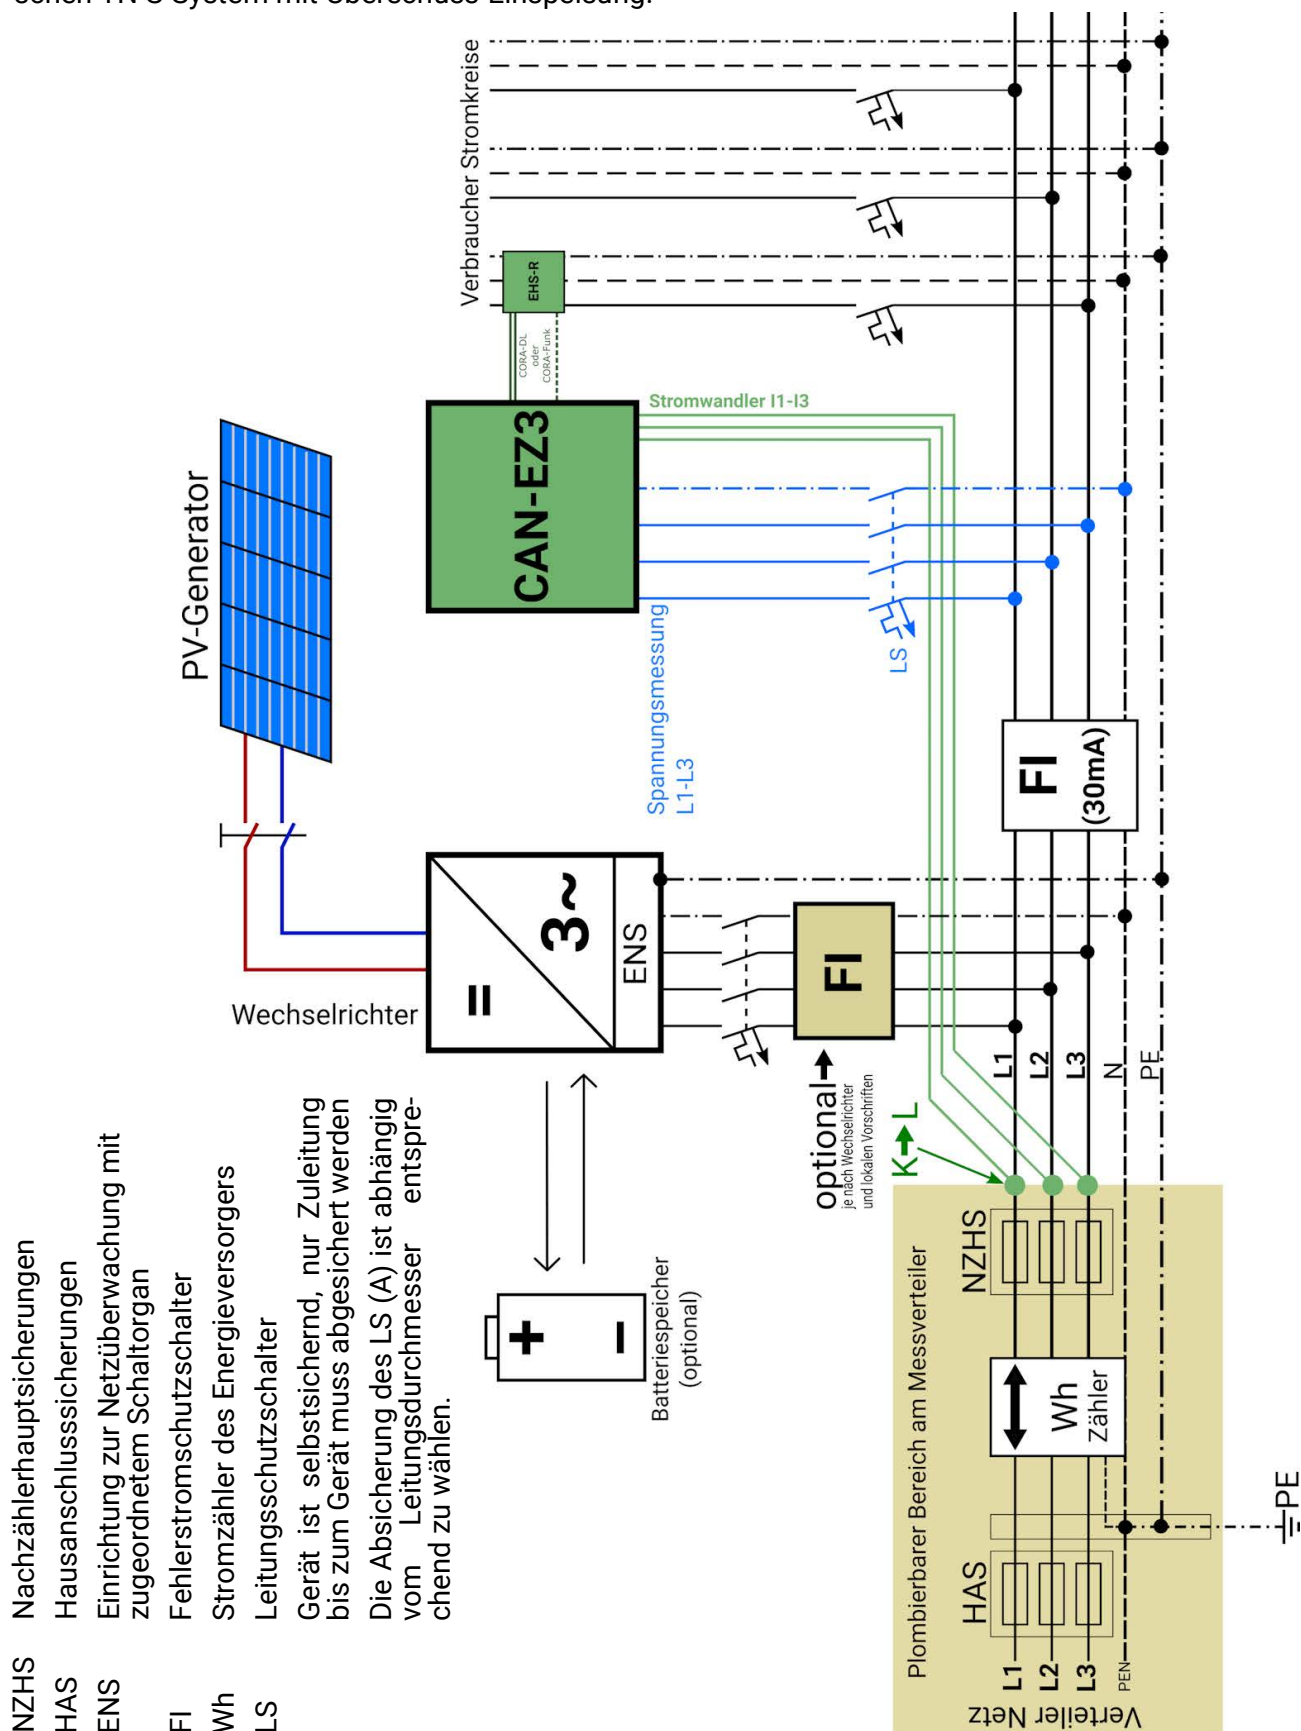 NZHS Nachzählerhauptsicherungen
HAS Hausanschlusssicherungen
ENS Einrichtung zur Netzüberwachung mit
zugeordnetem Schaltorgan
FI Fehlerstromschutzschalter
Wh Stromzähler des Energieversorgers
LS Leitungsschutzschalter
Gerät ist selbstsichernd, nur Zuleitung
bis zum Gerät muss abgesichert werden
Die Absicherung des LS (A) ist abhängig
vom Leitungsdurchmesser entspre-
chend zu wählen.
PV-Generator
Wechselrichter
=
3~
ENS
Batteriespeicher
(optional)
+
–
CAN-EZ3
EHS-R
CORA-DL
oder
CORA-Funk
Verbraucher Stromkreise
Stromwandler I1-I3
Spannungsmessung
L1-L3
LS
FI
optional
je nach Wechselrichter
und lokalen Vorschriften
K→L
FI
(30mA)
L1
L2
L3
N
PE
Plombierbarer Bereich am Messverteiler
HAS
NZHS
Wh
Zähler
L1
L2
L3
PEN
Verteiler Netz
PE